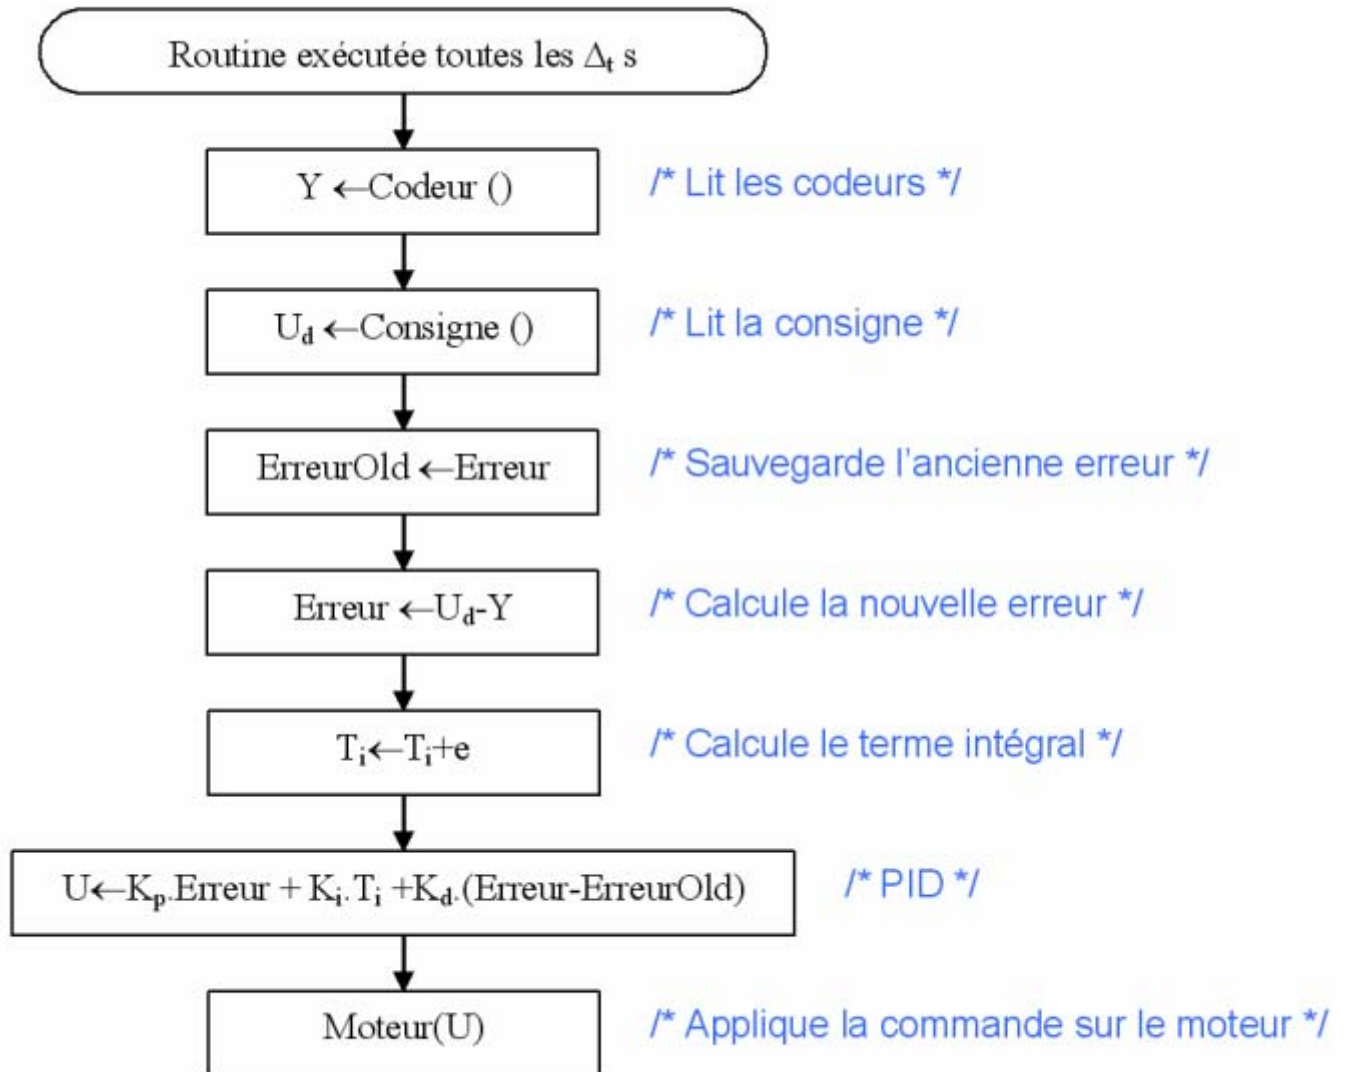 Routine exécutée toutes les Δt s
Y ←Codeur ()
/* Lit les codeurs */
Ud ←Consigne ()
/* Lit la consigne */
ErreurOld ←Erreur
/* Sauvegarde l'ancienne erreur */
Erreur ←Ud-Y
/* Calcule la nouvelle erreur */
Ti←Ti+e
/* Calcule le terme intégral */
U←Kp.Erreur + Ki.Ti +Kd.(Erreur-ErreurOld)
/* PID */
Moteur(U)
/* Applique la commande sur le moteur */